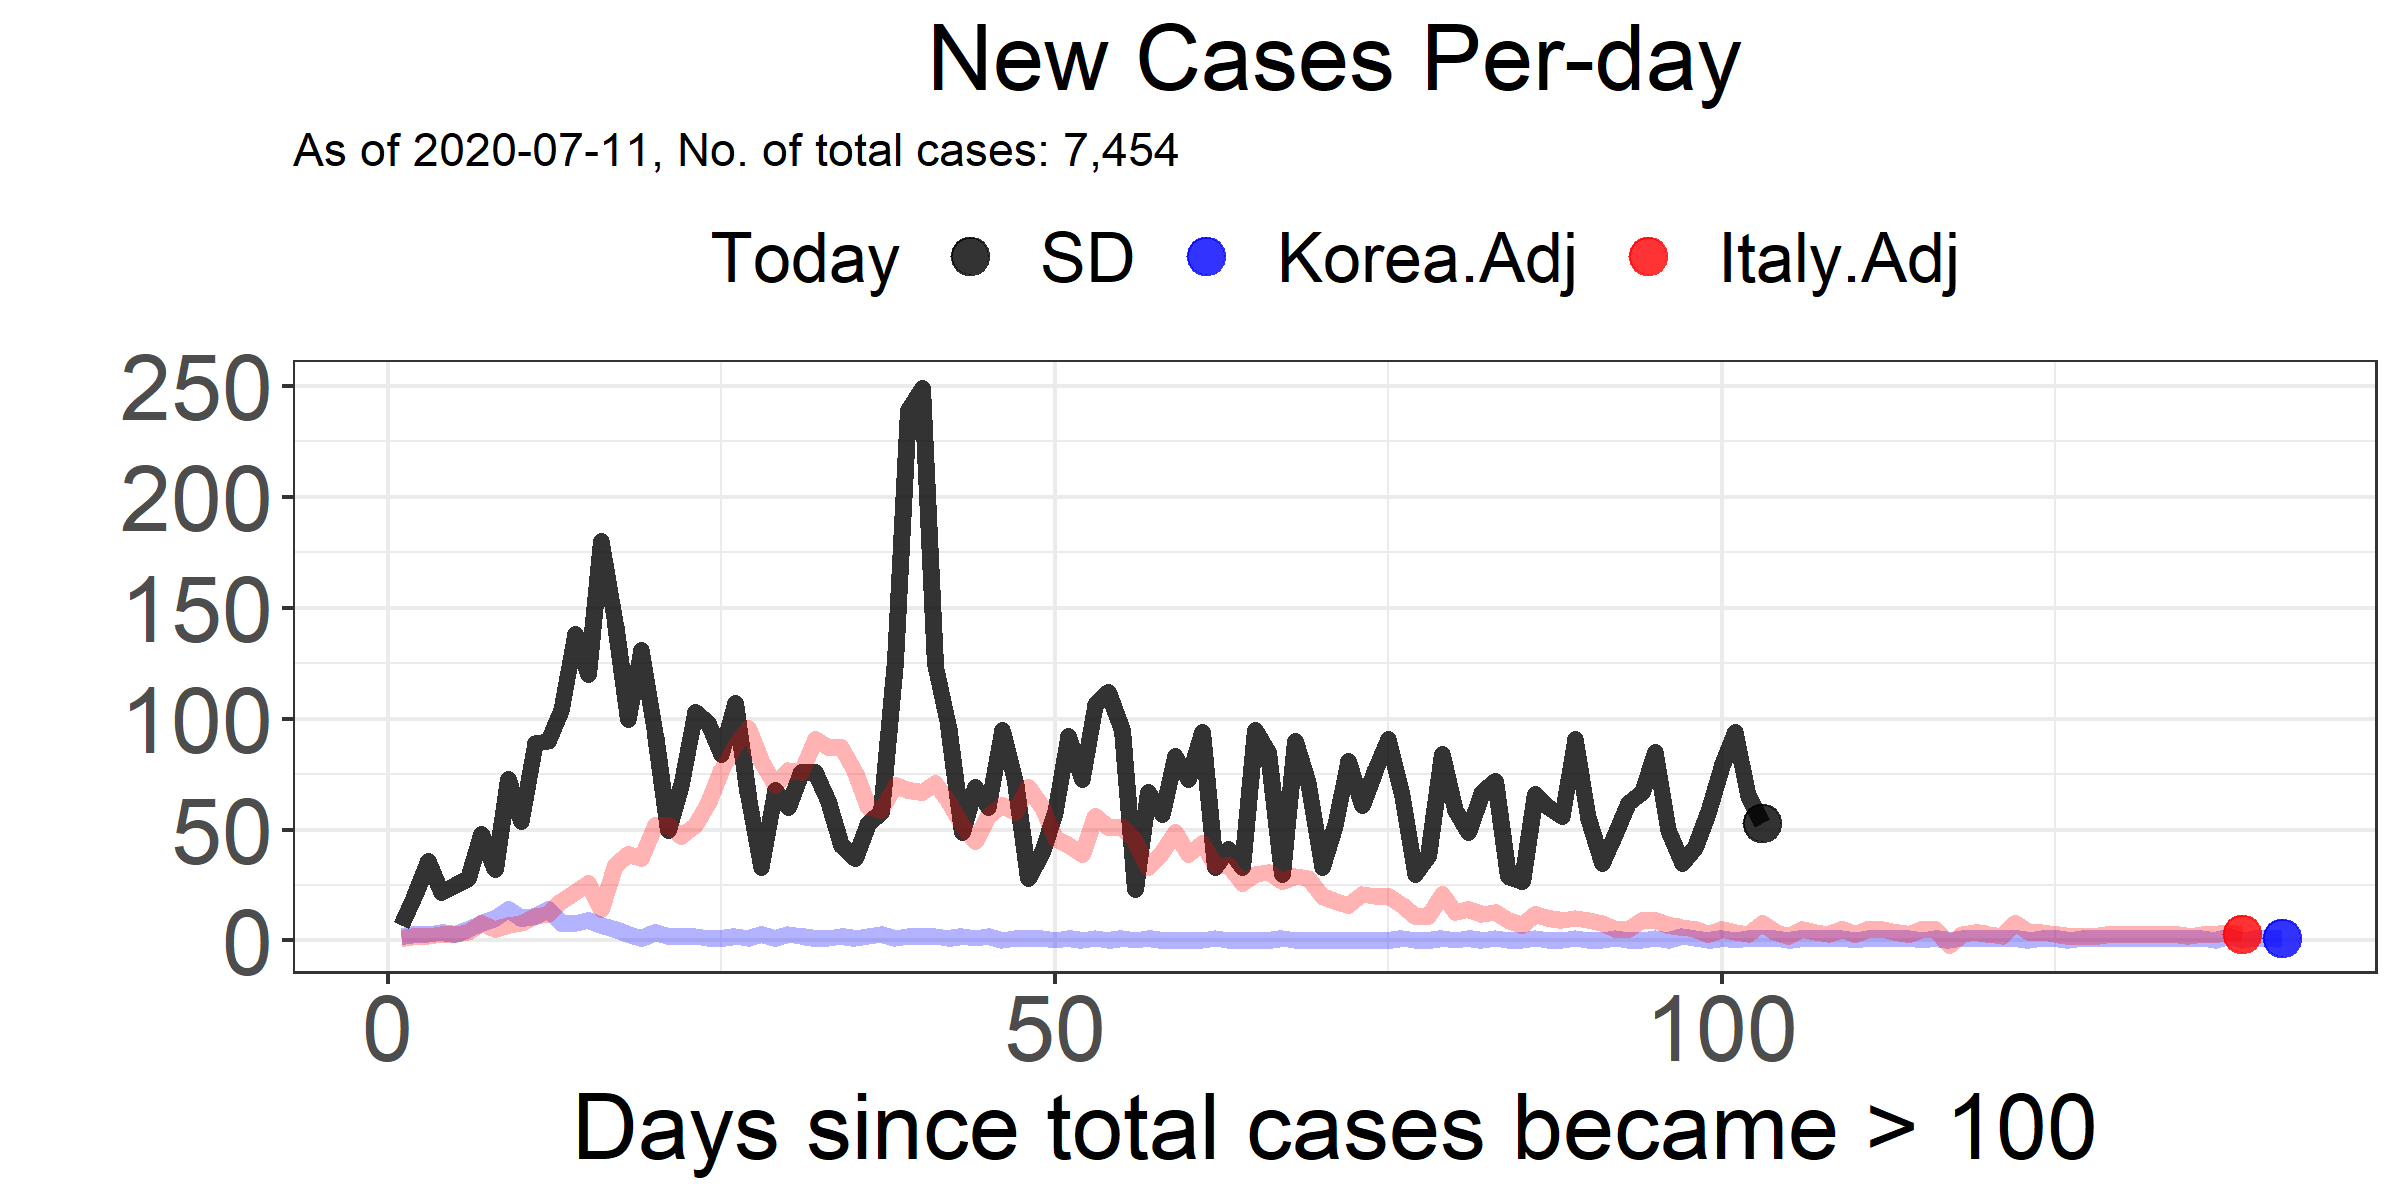 New Cases Per-day
As of 2020-07-11, No. of total cases: 7,454
Today SD Korea.Adj Italy.Adj
250
200
150
100
50
0
0 50 100
Days since total cases became > 100